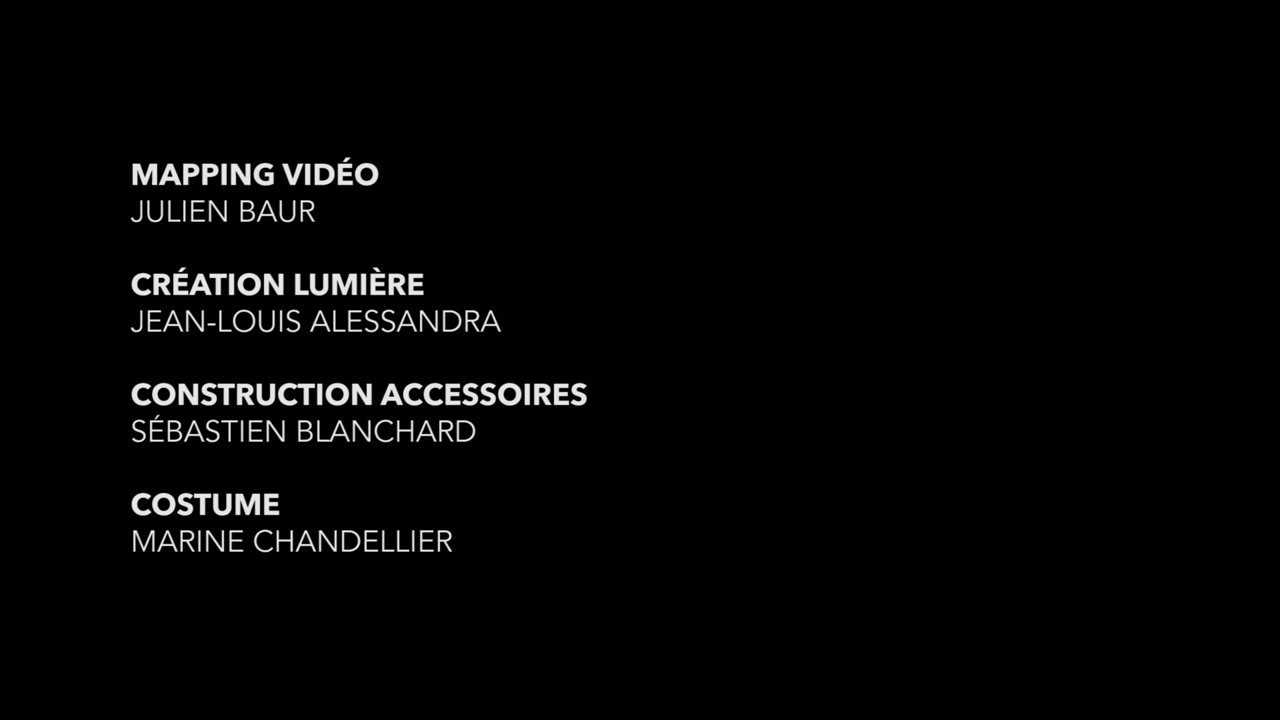 MAPPING VIDÉO
JULIEN BAUR
CRÉATION LUMIÈRE
JEAN-LOUIS ALESSANDRA
CONSTRUCTION ACCESSOIRES
SÉBASTIEN BLANCHARD
COSTUME
MARINE CHANDELLIER